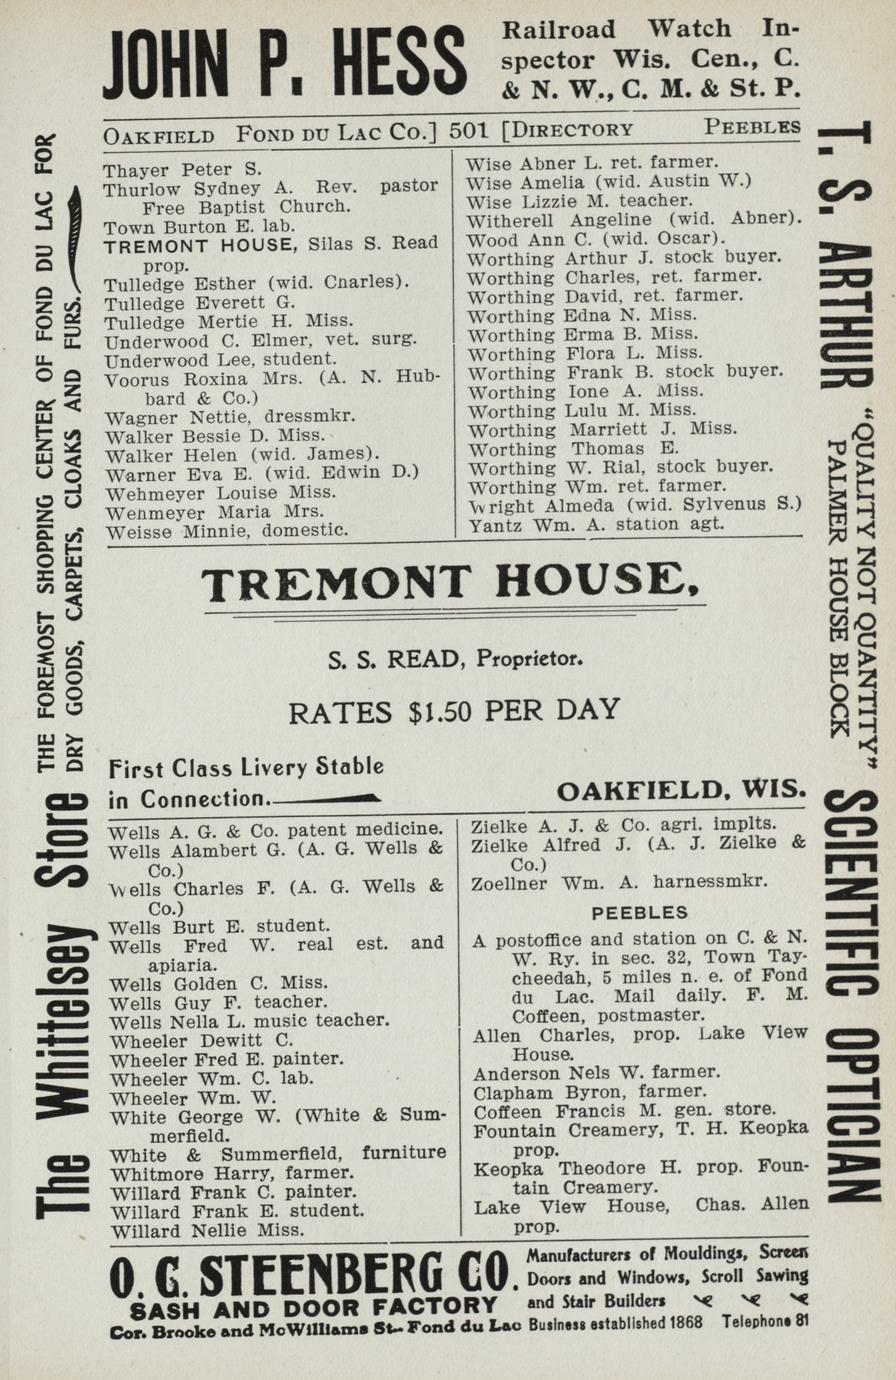 JOHN P. HESS
Railroad Watch In-
spector Wis. Cen., C.
& N. W., C. M. & St. P.
OAKFIELD FOND DU LAC CO.] 501 [DIRECTORY PEEBLES
Thayer Peter S.
Thurlow Sydney A. Rev. pastor
Free Baptist Church.
Town Burton E. lab.
TREMONT HOUSE, Silas S. Read
prop.
Tulledge Esther (wid. Cnarles).
Tulledge Everett G.
Tulledge Mertie H. Miss.
Underwood C. Elmer, vet. surg.
Underwood Lee, student.
Voorus Roxina Mrs. (A. N. Hub-
bard & Co.)
Wagner Nettie, dressmkr.
Walker Bessie D. Miss.
Walker Helen (wid. James).
Warner Eva E. (wid. Edwin D.)
Wehmeyer Louise Miss.
Wenmeyer Maria Mrs.
Weisse Minnie, domestic.
Wise Abner L. ret. farmer.
Wise Amelia (wid. Austin W.)
Wise Lizzie M. teacher.
Witherell Angeline (wid. Abner).
Wood Ann C. (wid. Oscar).
Worthing Arthur J. stock buyer.
Worthing Charles, ret. farmer.
Worthing David, ret. farmer.
Worthing Edna N. Miss.
Worthing Erma B. Miss.
Worthing Flora L. Miss.
Worthing Frank B. stock buyer.
Worthing Ione A. Miss.
Worthing Lulu M. Miss.
Worthing Marriett J. Miss.
Worthing Thomas E.
Worthing W. Rial, stock buyer.
Worthing Wm. ret. farmer.
Wright Almeda (wid. Sylvenus S.)
Yantz Wm. A. station agt.
TREMONT HOUSE,
S. S. READ, Proprietor.
RATES $1.50 PER DAY
First Class Livery Stable
in Connection.
OAKFIELD, WIS.
Wells A. G. & Co. patent medicine.
Wells Alambert G. (A. G. Wells &
Co.)
Wells Charles F. (A. G. Wells &
Co.)
Wells Burt E. student.
Wells Fred W. real est. and
apiaria.
Wells Golden C. Miss.
Wells Guy F. teacher.
Wells Nella L. music teacher.
Wheeler Dewitt C.
Wheeler Fred E. painter.
Wheeler Wm. C. lab.
Wheeler Wm. W.
White George W. (White & Sum-
merfield.
White & Summerfield, furniture
Whitmore Harry, farmer.
Willard Frank C. painter.
Willard Frank E. student.
Willard Nellie Miss.
Zielke A. J. & Co. agri. implts.
Zielke Alfred J. (A. J. Zielke &
Co.)
Zoellner Wm. A. harnessmkr.
PEEBLES
A postoffice and station on C. & N.
W. Ry. in sec. 32, Town Tay-
cheedah, 5 miles n. e. of Fond
du Lac. Mail daily. F. M.
Coffeen, postmaster.
Allen Charles, prop. Lake View
House.
Anderson Nels W. farmer.
Clapham Byron, farmer.
Coffeen Francis M. gen. store.
Fountain Creamery, T. H. Keopka
prop.
Keopka Theodore H. prop. Foun-
tain Creamery.
Lake View House, Chas. Allen
prop.
O. C. STEENBERG CO.
SASH AND DOOR FACTORY
Cor. Brooke and McWilliams St-- Fond du Lac
Manufacturers of Mouldings, Screen
Doors and Windows, Scroll Sawing
and Stair Builders
Business established 1868 Telephone 81
The Whittelsey Store
THE FOREMOST SHOPPING CENTER OF FOND DU LAC FOR
DRY GOODS, CARPETS, CLOAKS AND FURS.
T. S. ARTHUR
"QUALITY NOT QUANTITY"
PALMER HOUSE BLOCK
SCIENTIFIC OPTICIAN